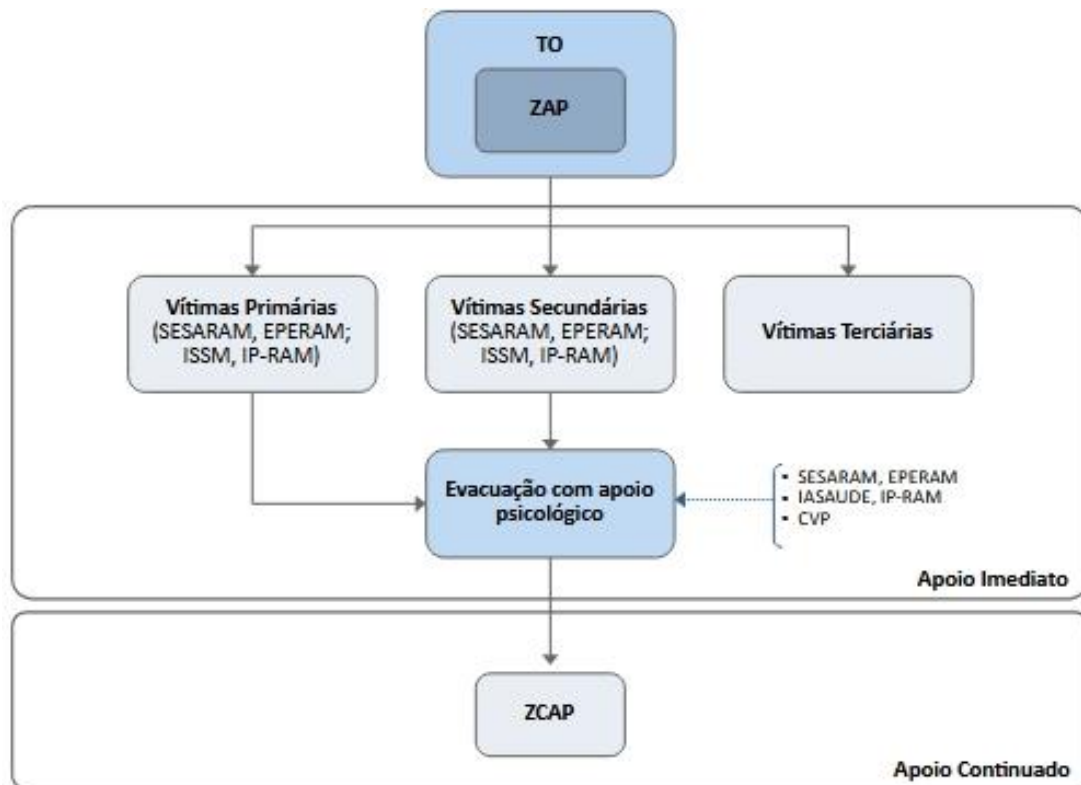 TO
ZAP
Vítimas Primárias
(SESARAM, EPERAM;
ISSM, IP-RAM)
Vítimas Secundárias
(SESARAM, EPERAM;
ISSM, IP-RAM)
Vítimas Terciárias
Evacuação com apoio
psicológico
▪ SESARAM, EPERAM
▪ IASAUDE, IP-RAM
▪ CVP
Apoio Imediato
ZCAP
Apoio Continuado